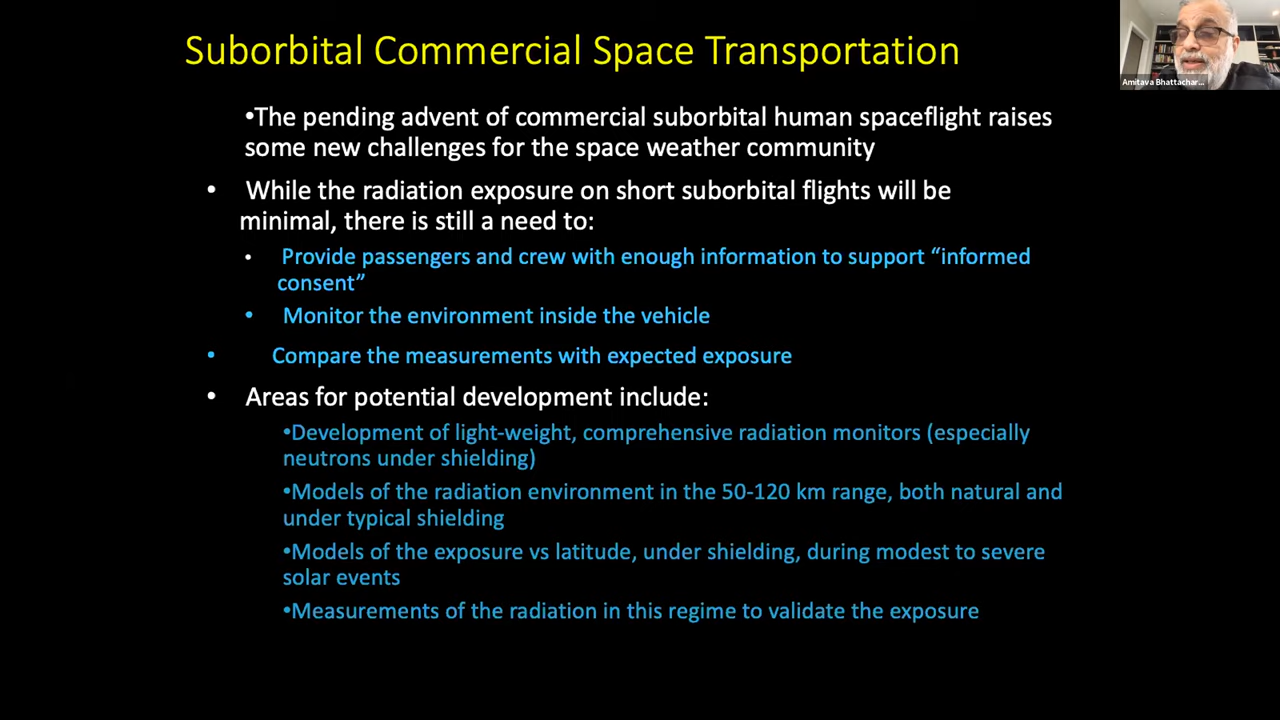 Suborbital Commercial Space Transportation
Amitava Bhattachar...
•The pending advent of commercial suborbital human spaceflight raises
some new challenges for the space weather community
• While the radiation exposure on short suborbital flights will be
minimal, there is still a need to:
• Provide passengers and crew with enough information to support “informed
consent”
• Monitor the environment inside the vehicle
• Compare the measurements with expected exposure
• Areas for potential development include:
•Development of light-weight, comprehensive radiation monitors (especially
neutrons under shielding)
•Models of the radiation environment in the 50-120 km range, both natural and
under typical shielding
•Models of the exposure vs latitude, under shielding, during modest to severe
solar events
•Measurements of the radiation in this regime to validate the exposure